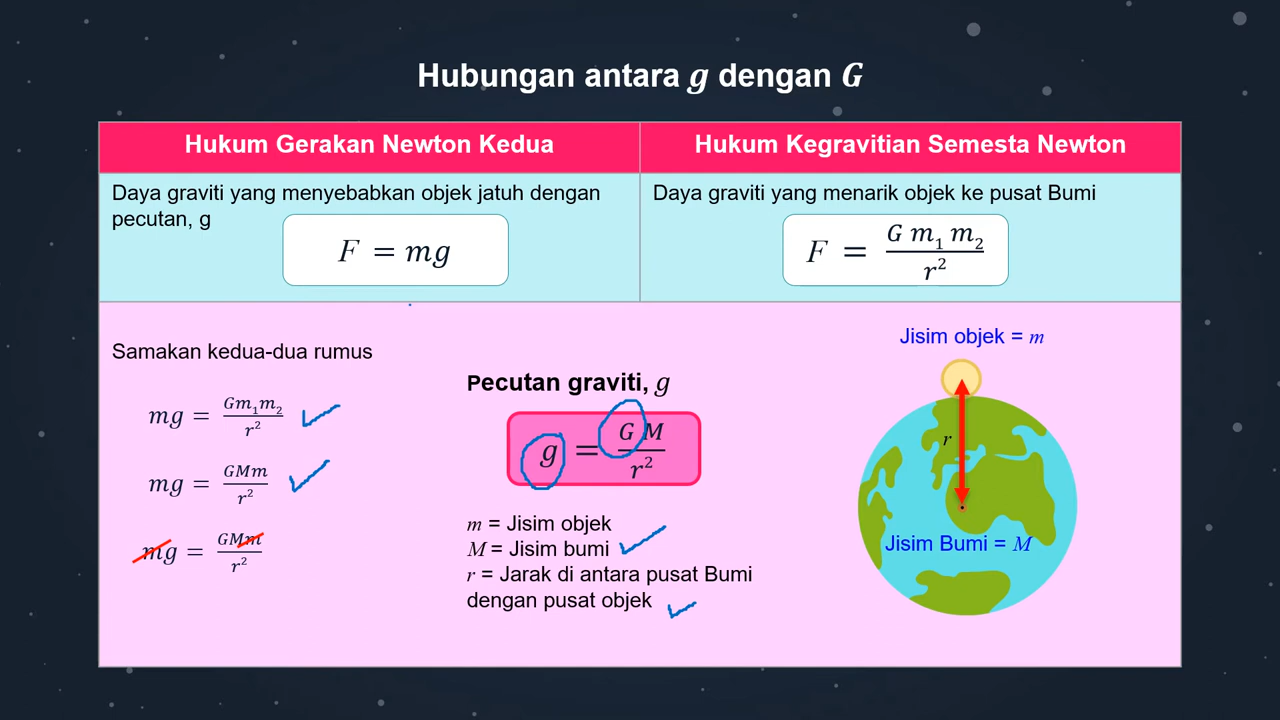 Hubungan antara g dengan G
Hukum Gerakan Newton Kedua
Hukum Kegravitian Semesta Newton
Daya graviti yang menyebabkan objek jatuh dengan
pecutan, g
F = mg
Daya graviti yang menarik objek ke pusat Bumi
F = G m₁ m₂ / r²
Samakan kedua-dua rumus
mg = Gm₁m₂ / r²
mg = GMm / r²
mg = GMm / r²
Pecutan graviti, g
g = G M / r²
m = Jisim objek
M = Jisim bumi
r = Jarak di antara pusat Bumi
dengan pusat objek
Jisim objek = m
r
Jisim Bumi = M